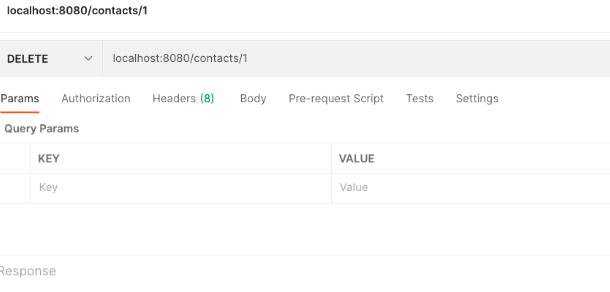 localhost:8080/contacts/1
DELETE localhost:8080/contacts/1
Params Authorization Headers (8) Body Pre-request Script Tests Settings
Query Params
KEY VALUE
Key Value
Response